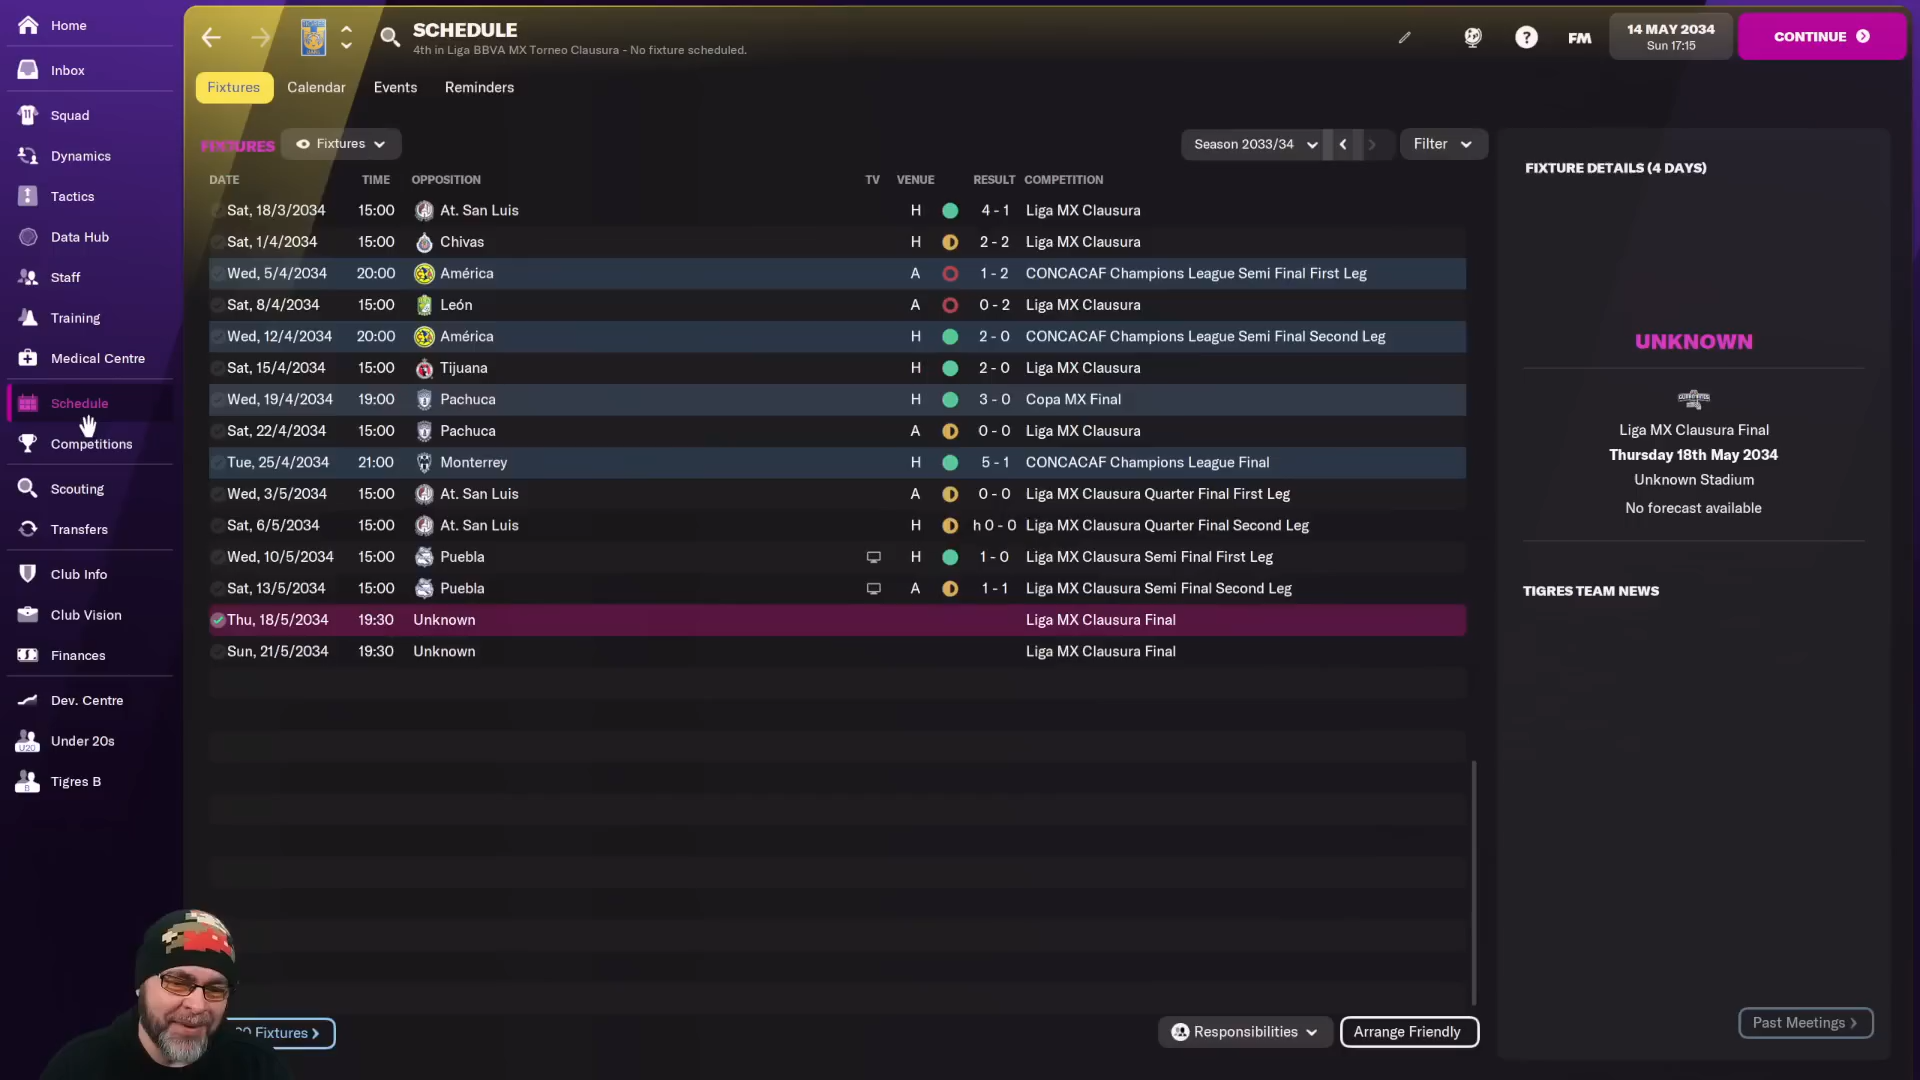 Home
Inbox
Squad
Dynamics
Tactics
Data Hub
Staff
Training
Medical Centre
Schedule
Competitions
Scouting
Transfers
Club Info
Club Vision
Finances
Dev. Centre
Under 20s
Tigres B
SCHEDULE
4th in Liga BBVA MX Torneo Clausura - No fixture scheduled.
FM
14 MAY 2034
Sun 17:15
CONTINUE
Fixtures Calendar Events Reminders
FIXTURES Fixtures Season 2033/34 Filter
DATE TIME OPPOSITION TV VENUE RESULT COMPETITION
Sat, 18/3/2034 15:00 At. San Luis H 4 - 1 Liga MX Clausura
Sat, 1/4/2034 15:00 Chivas H 2 - 2 Liga MX Clausura
Wed, 5/4/2034 20:00 América A 1 - 2 CONCACAF Champions League Semi Final First Leg
Sat, 8/4/2034 15:00 León A 0 - 2 Liga MX Clausura
Wed, 12/4/2034 20:00 América H 2 - 0 CONCACAF Champions League Semi Final Second Leg
Sat, 15/4/2034 15:00 Tijuana H 2 - 0 Liga MX Clausura
Wed, 19/4/2034 19:00 Pachuca H 3 - 0 Copa MX Final
Sat, 22/4/2034 15:00 Pachuca A 0 - 0 Liga MX Clausura
Tue, 25/4/2034 21:00 Monterrey H 5 - 1 CONCACAF Champions League Final
Wed, 3/5/2034 15:00 At. San Luis A 0 - 0 Liga MX Clausura Quarter Final First Leg
Sat, 6/5/2034 15:00 At. San Luis H h 0 - 0 Liga MX Clausura Quarter Final Second Leg
Wed, 10/5/2034 15:00 Puebla H 1 - 0 Liga MX Clausura Semi Final First Leg
Sat, 13/5/2034 15:00 Puebla A 1 - 1 Liga MX Clausura Semi Final Second Leg
Thu, 18/5/2034 19:30 Unknown Liga MX Clausura Final
Sun, 21/5/2034 19:30 Unknown Liga MX Clausura Final
Fixtures
Responsibilities
Arrange Friendly
FIXTURE DETAILS (4 DAYS)
UNKNOWN
Liga MX Clausura Final
Thursday 18th May 2034
Unknown Stadium
No forecast available
TIGRES TEAM NEWS
Past Meetings